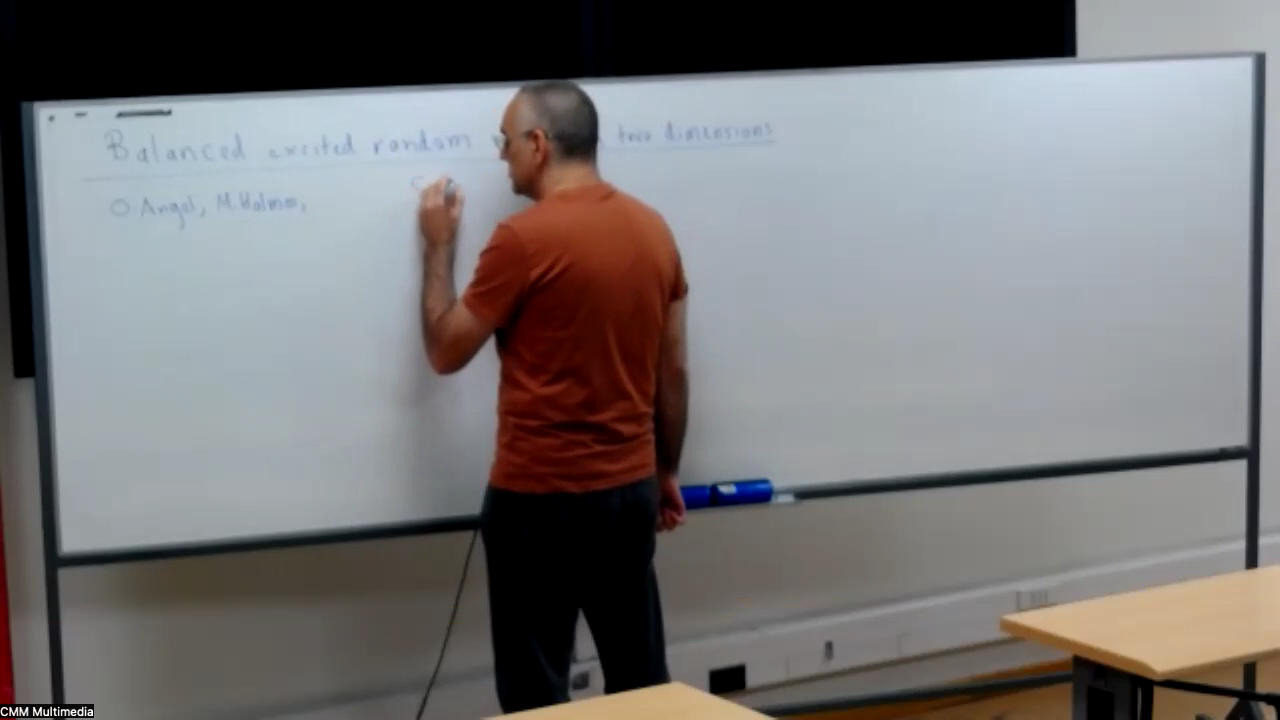 Balanced excited random two dimensions
O. Angel, M. Holmes,
CMM Multimedia